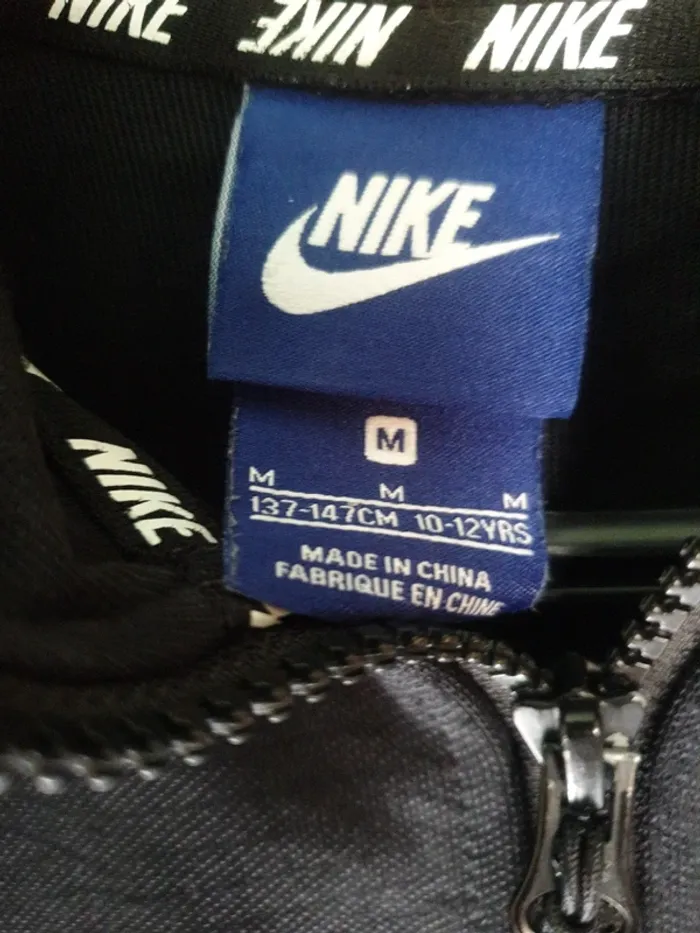 NIKE NIKE NIKE
NIKE
M
M M M
137-147CM 10-12YRS
MADE IN CHINA
FABRIQUE EN CHINE
NIKE